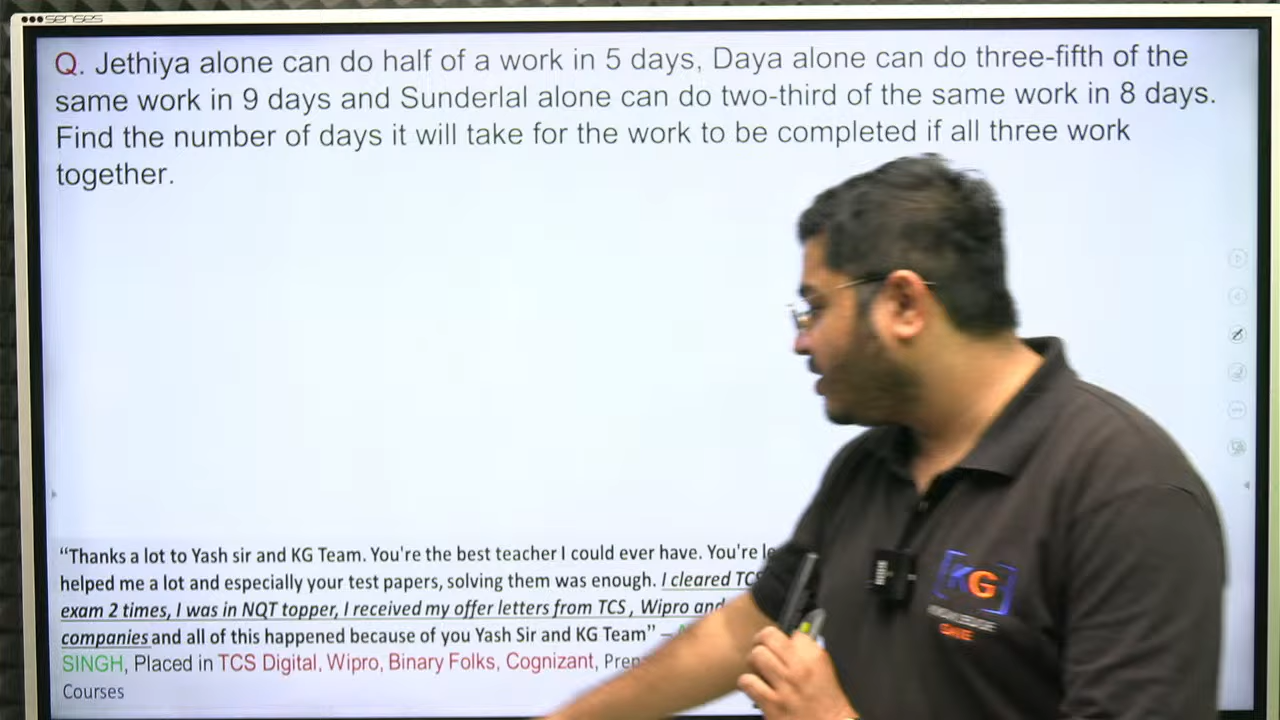 senses
Q. Jethiya alone can do half of a work in 5 days, Daya alone can do three-fifth of the
same work in 9 days and Sunderlal alone can do two-third of the same work in 8 days.
Find the number of days it will take for the work to be completed if all three work
together.
“Thanks a lot to Yash sir and KG Team. You're the best teacher I could ever have. You're
helped me a lot and especially your test papers, solving them was enough. I cleared TCS
exam 2 times, I was in NQT topper, I received my offer letters from TCS, Wipro and
companies and all of this happened because of you Yash Sir and KG Team” –
SINGH, Placed in TCS Digital, Wipro, Binary Folks, Cognizant,
Courses
KG